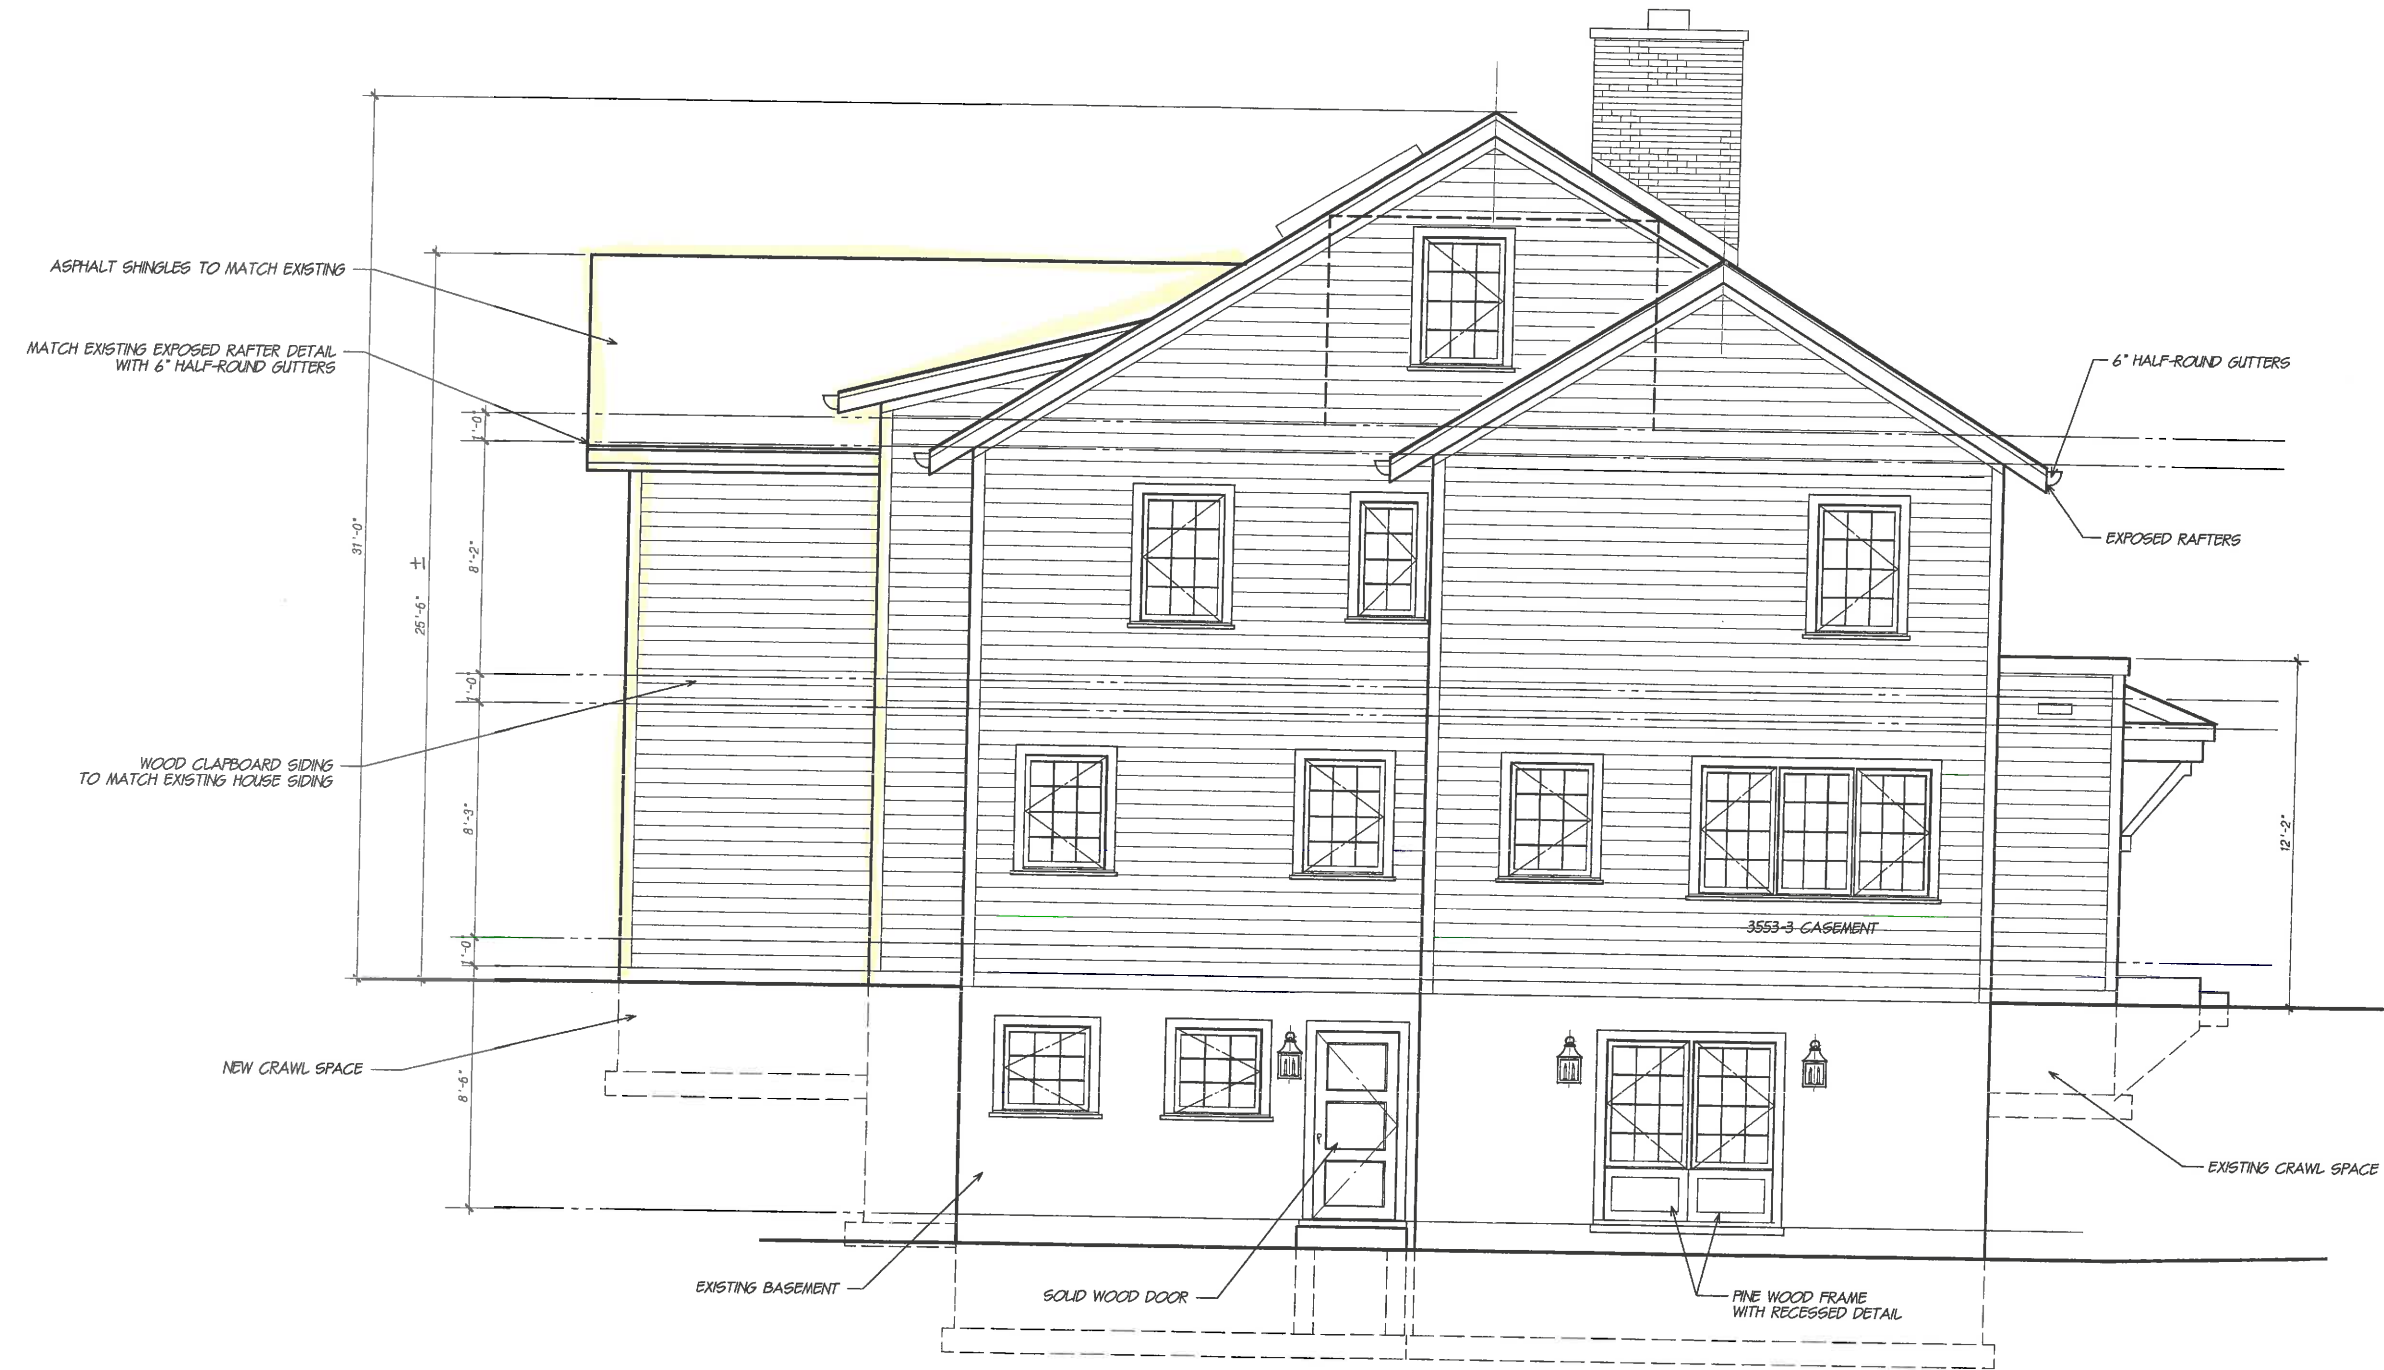 ASPHALT SHINGLES TO MATCH EXISTING
MATCH EXISTING EXPOSED RAFTER DETAIL
WITH 6" HALF-ROUND GUTTERS
6" HALF-ROUND GUTTERS
1'-0"
31'-0"
8'-2"
±
25'-6"
EXPOSED RAFTERS
1'-0"
WOOD CLAPBOARD SIDING
TO MATCH EXISTING HOUSE SIDING
8'-3"
12'-2"
3553-3 CASEMENT
1'-0"
NEW CRAWL SPACE
8'-6"
EXISTING CRAWL SPACE
EXISTING BASEMENT
SOLID WOOD DOOR
PINE WOOD FRAME
WITH RECESSED DETAIL